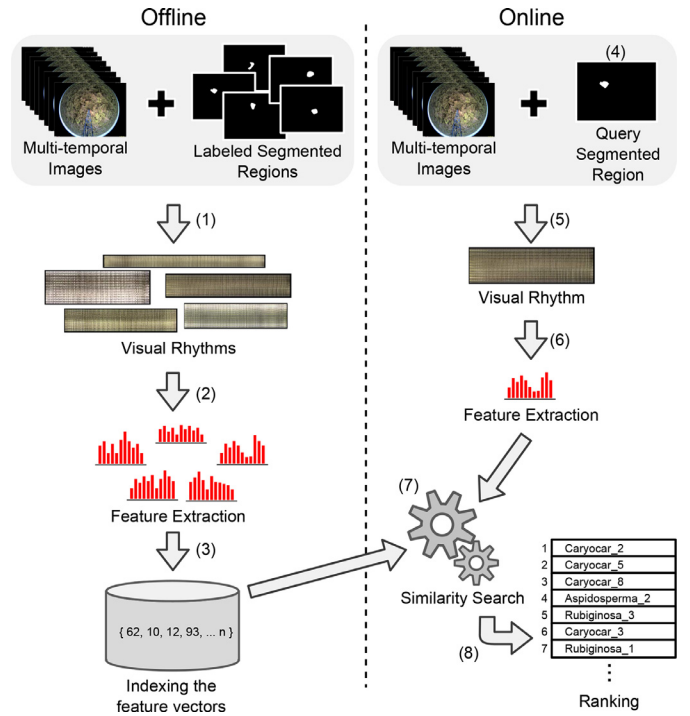 Offline
Multi-temporal
Images
Labeled Segmented
Regions
(1)
Visual Rhythms
(2)
Feature Extraction
(3)
{ 62, 10, 12, 93, ... n }
Indexing the
feature vectors
Online
Multi-temporal
Images
(4)
Query
Segmented
Region
(5)
Visual Rhythm
(6)
Feature Extraction
(7)
Similarity Search
(8)
1 Caryocar_2
2 Caryocar_5
3 Caryocar_8
4 Aspidosperma_2
5 Rubiginosa_3
6 Caryocar_3
7 Rubiginosa_1
⋮
Ranking